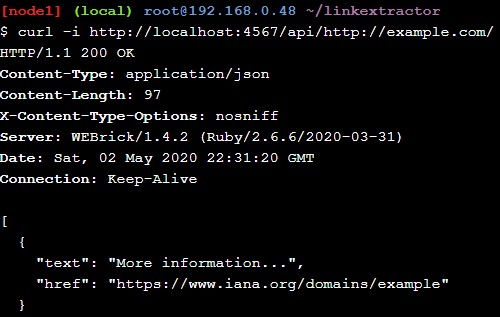 [node1] (local) root@192.168.0.48 ~/linkextractor
$ curl -i http://localhost:4567/api/http://example.com/
HTTP/1.1 200 OK
Content-Type: application/json
Content-Length: 97
X-Content-Type-Options: nosniff
Server: WEBrick/1.4.2 (Ruby/2.6.6/2020-03-31)
Date: Sat, 02 May 2020 22:31:20 GMT
Connection: Keep-Alive

[
  {
    "text": "More information...",
    "href": "https://www.iana.org/domains/example"
  }